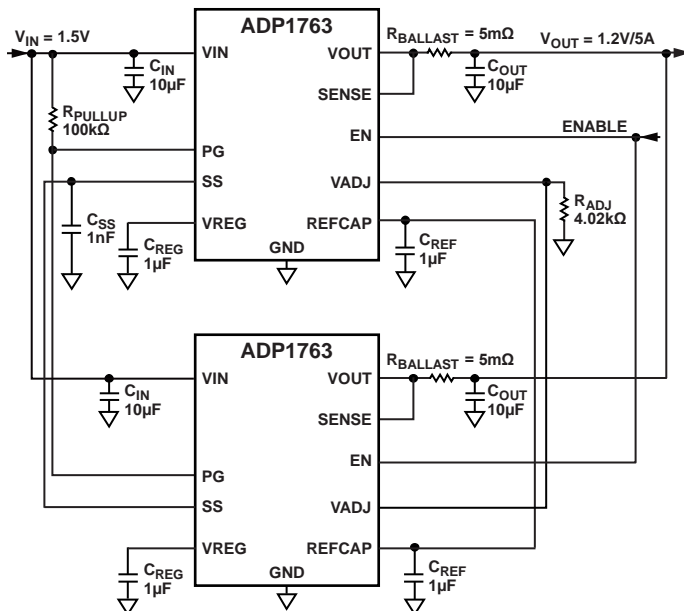 ADP1763
V_IN = 1.5V
VIN
C_IN
10µF
R_PULLUP
100kΩ
PG
SS
C_SS
1nF
VREG
C_REG
1µF
GND
VOUT
R_BALLAST = 5mΩ
V_OUT = 1.2V/5A
C_OUT
10µF
SENSE
EN
ENABLE
VADJ
R_ADJ
4.02kΩ
REFCAP
C_REF
1µF
ADP1763
VIN
C_IN
10µF
PG
SS
VREG
C_REG
1µF
GND
VOUT
R_BALLAST = 5mΩ
C_OUT
10µF
SENSE
EN
VADJ
REFCAP
C_REF
1µF